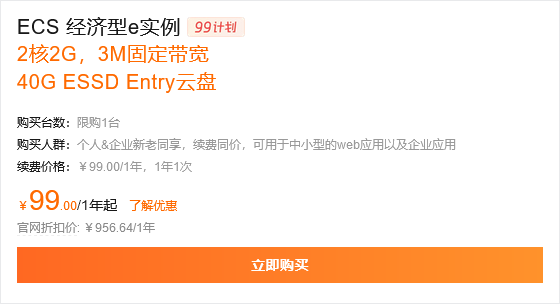 ECS 经济型e实例 99计划
2核2G，3M固定带宽
40G ESSD Entry云盘
购买台数：限购1台
购买人群：个人&企业新老同享，续费同价，可用于中小型的web应用以及企业应用
续费价格：￥99.00/1年，1年1次
￥99.00/1年起 了解优惠
官网折扣价: ￥956.64/1年
立即购买